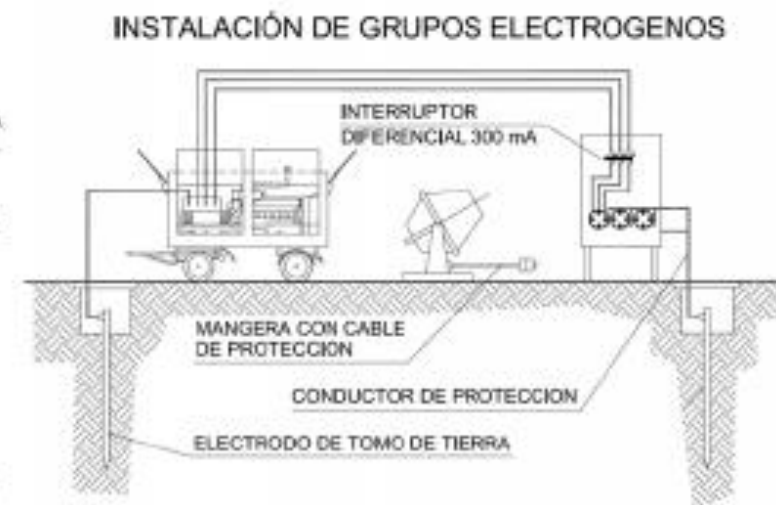 INSTALACIÓN DE GRUPOS ELECTROGENOS
INTERRUPTOR
DIFERENCIAL 300 mA
MANGERA CON CABLE
DE PROTECCION
CONDUCTOR DE PROTECCION
ELECTRODO DE TOMO DE TIERRA